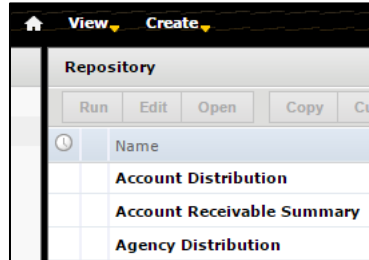 View Create
Repository
Run Edit Open Copy
Name
Account Distribution
Account Receivable Summary
Agency Distribution